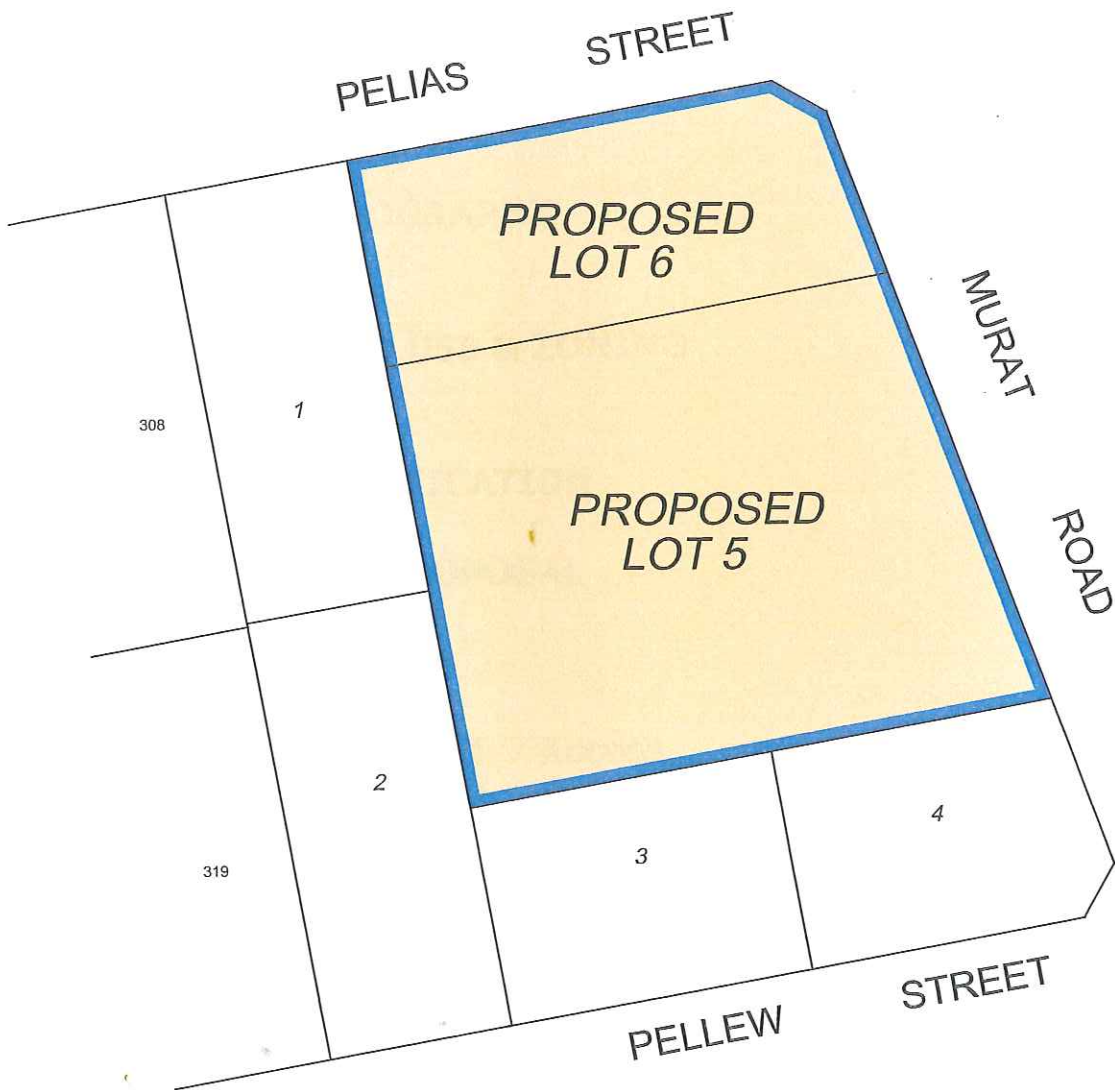 PELIAS STREET
PROPOSED
LOT 6
MURAT ROAD
308
1
PROPOSED
LOT 5
2
319
3
4
PELLEW STREET